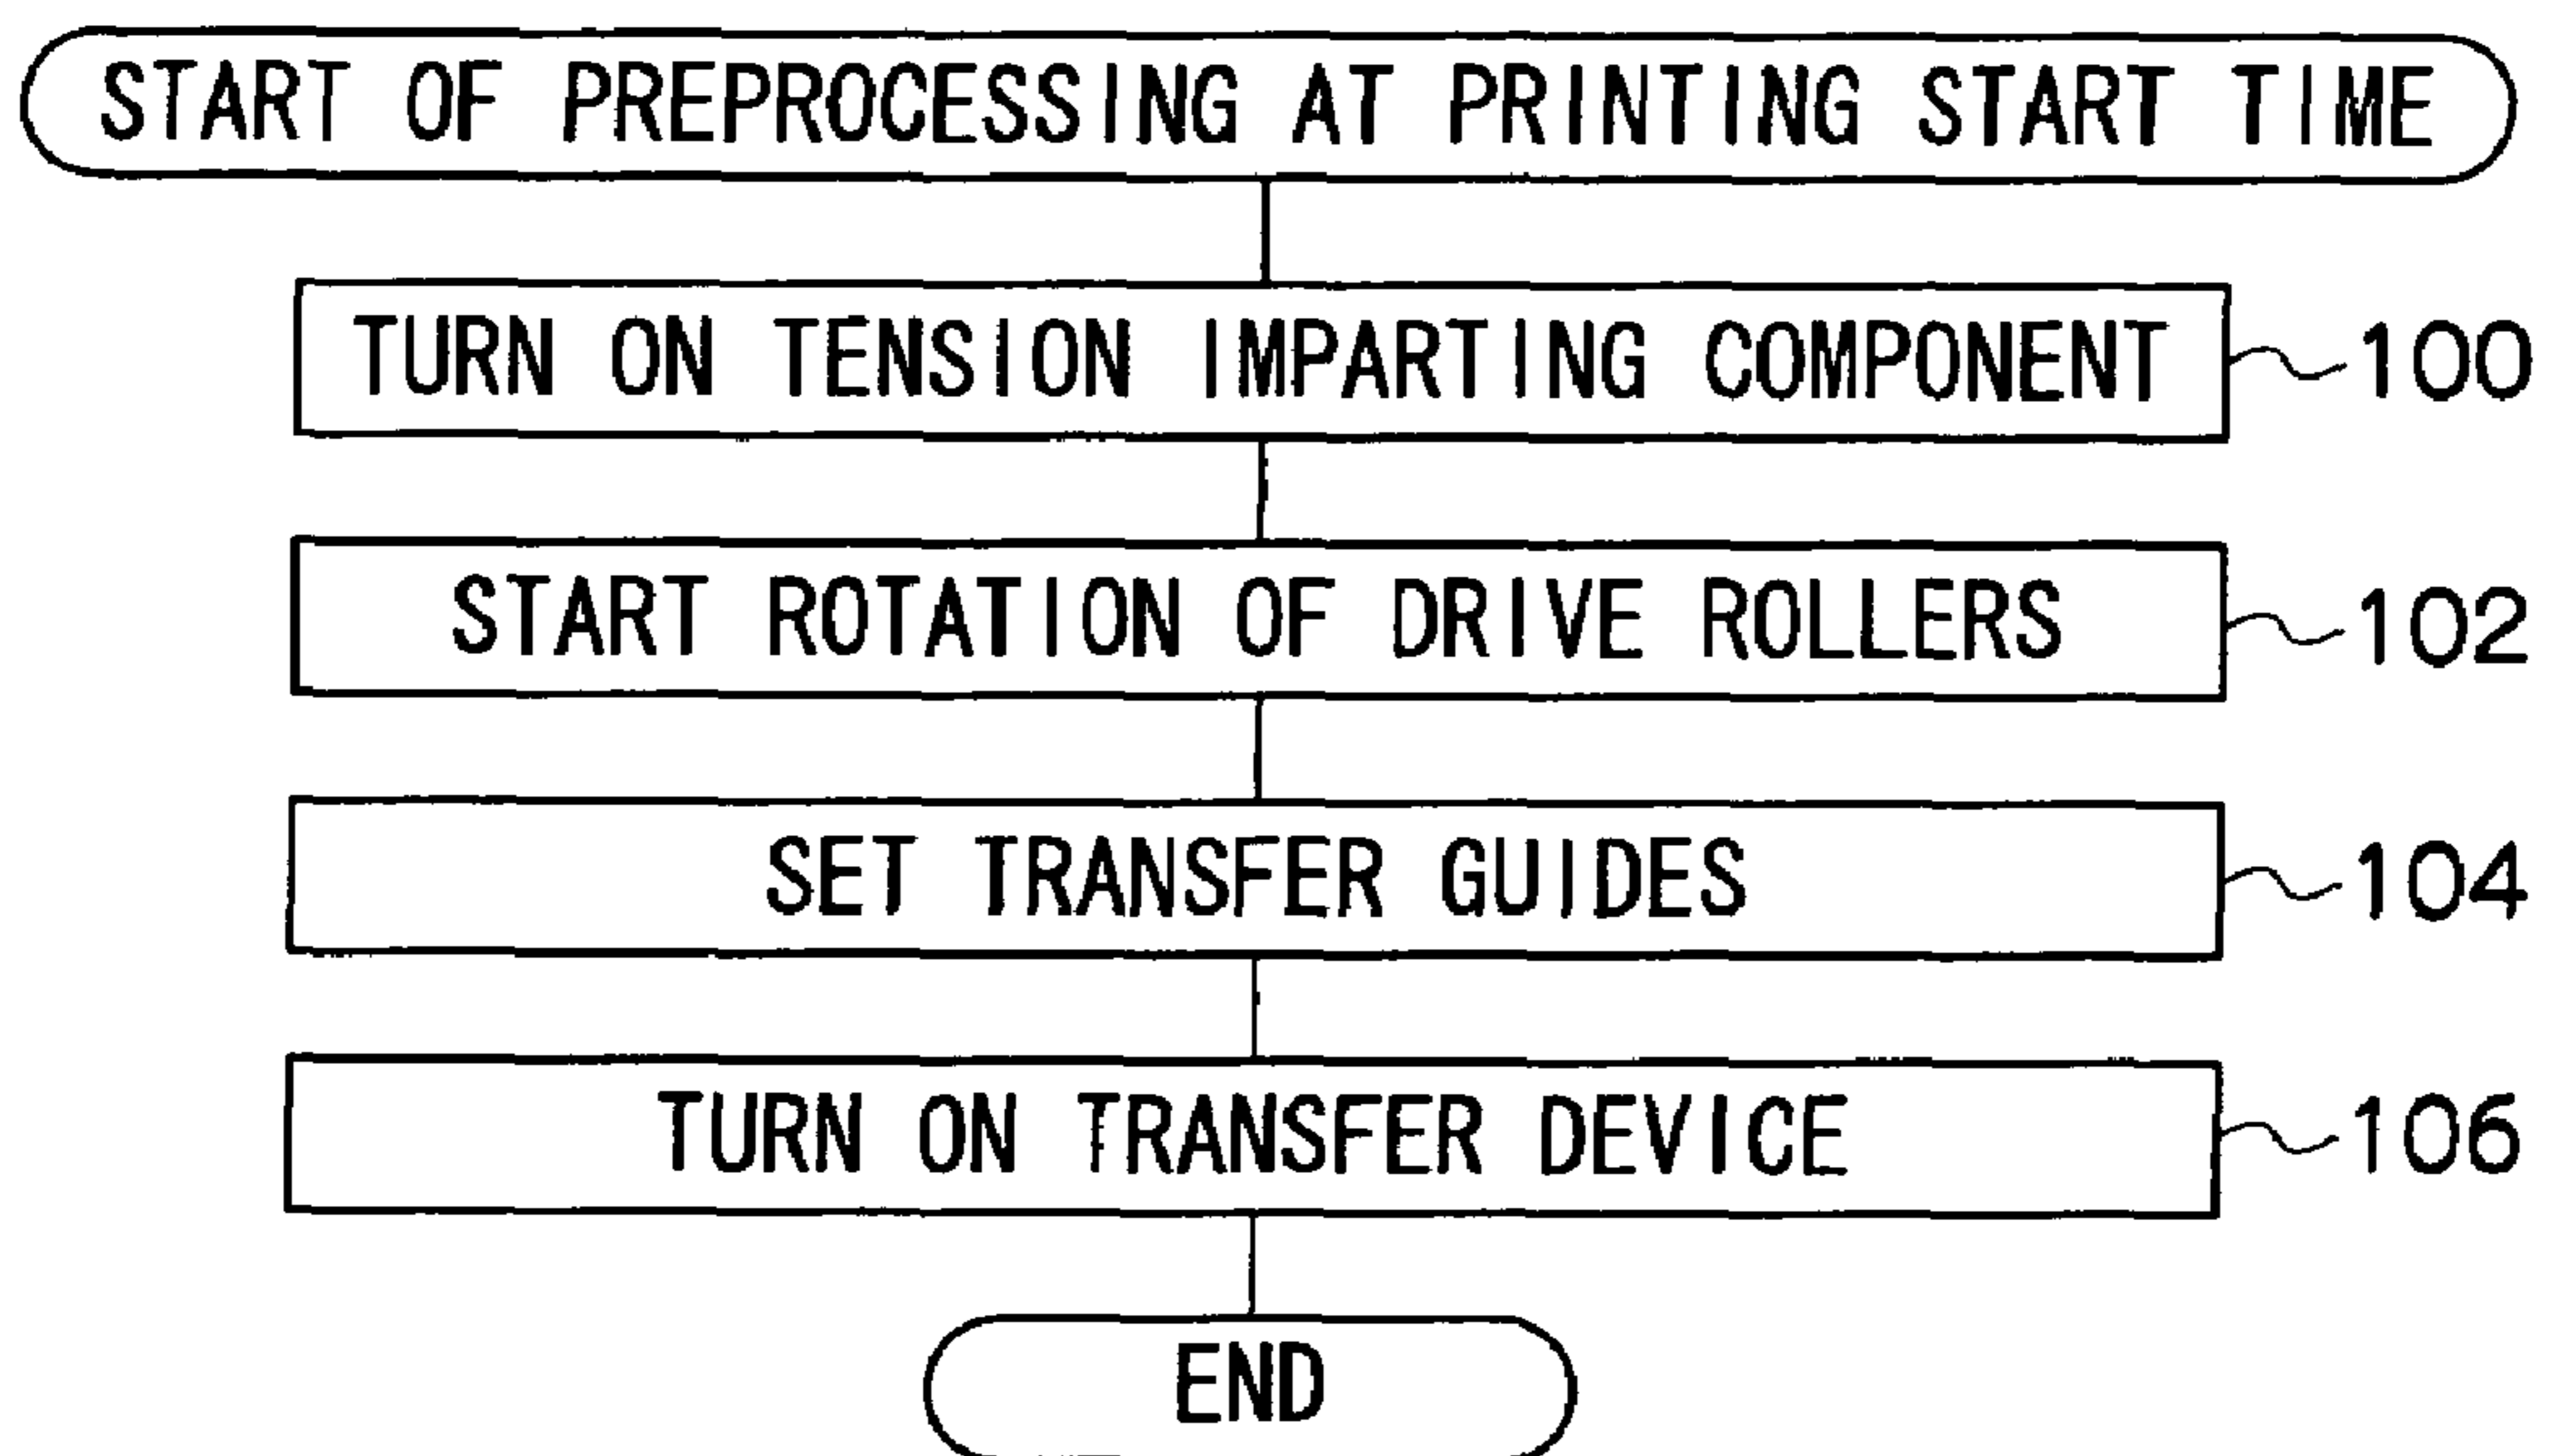 START OF PREPROCESSING AT PRINTING START TIME
TURN ON TENSION IMPARTING COMPONENT 100
START ROTATION OF DRIVE ROLLERS 102
SET TRANSFER GUIDES 104
TURN ON TRANSFER DEVICE 106
END